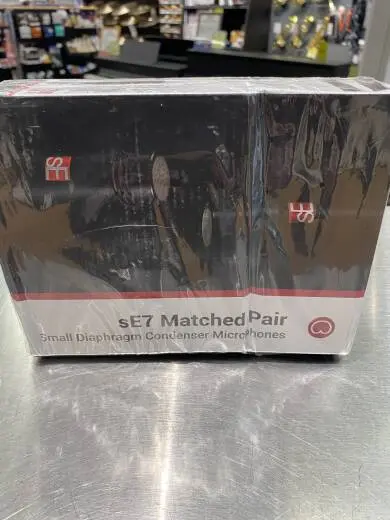 sE
sE
sE7 Matched Pair
Small Diaphragm Condenser Microphones